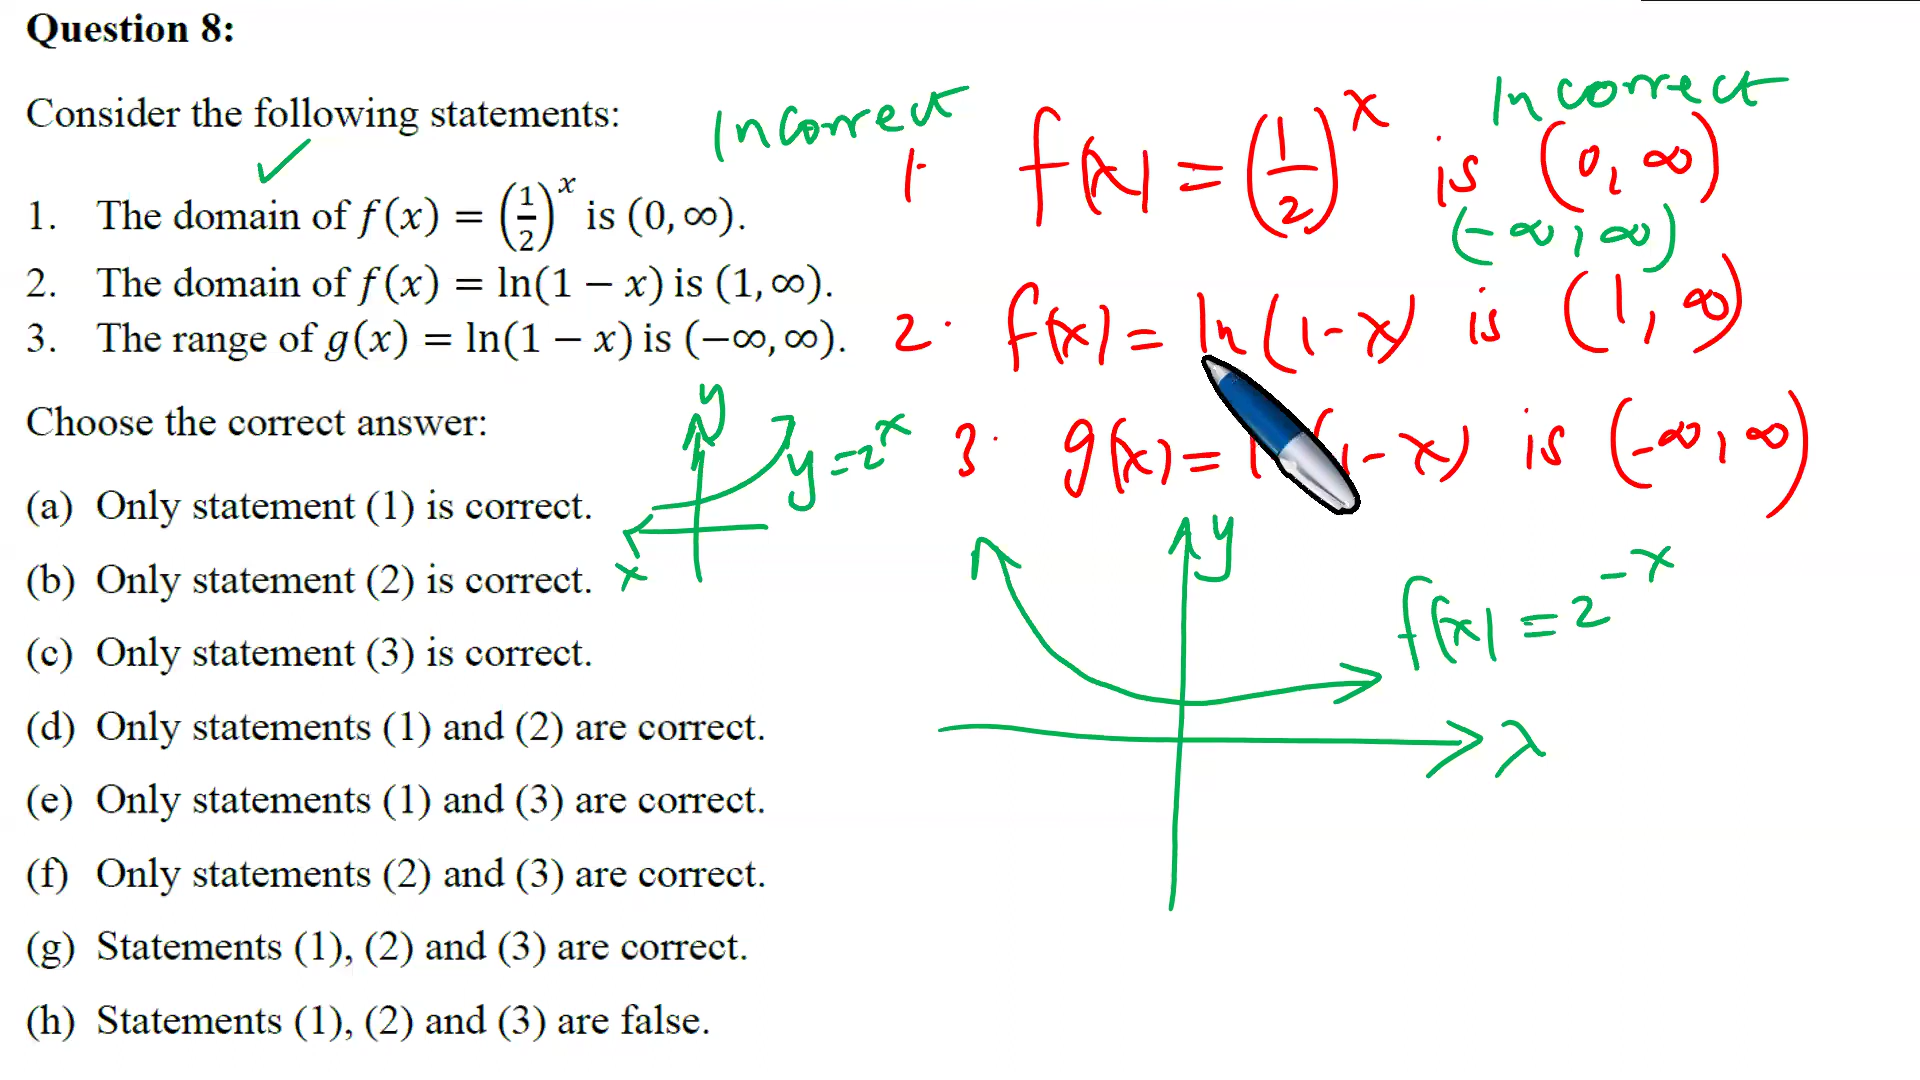 Question 8:
Consider the following statements:
1. The domain of f(x) = (1/2)^x is (0, ∞).
2. The domain of f(x) = ln(1 − x) is (1, ∞).
3. The range of g(x) = ln(1 − x) is (−∞, ∞).
Choose the correct answer:
(a) Only statement (1) is correct.
(b) Only statement (2) is correct.
(c) Only statement (3) is correct.
(d) Only statements (1) and (2) are correct.
(e) Only statements (1) and (3) are correct.
(f) Only statements (2) and (3) are correct.
(g) Statements (1), (2) and (3) are correct.
(h) Statements (1), (2) and (3) are false.
Incorrect
Incorrect
1. f(x) = (1/2)^x is (0, ∞)
(-∞, ∞)
2. f(x) = ln(1-x) is (1, ∞)
3. g(x) = (1-x) is (-∞, ∞)
y
y = 2^x
x
y
f(x) = 2^-x
x